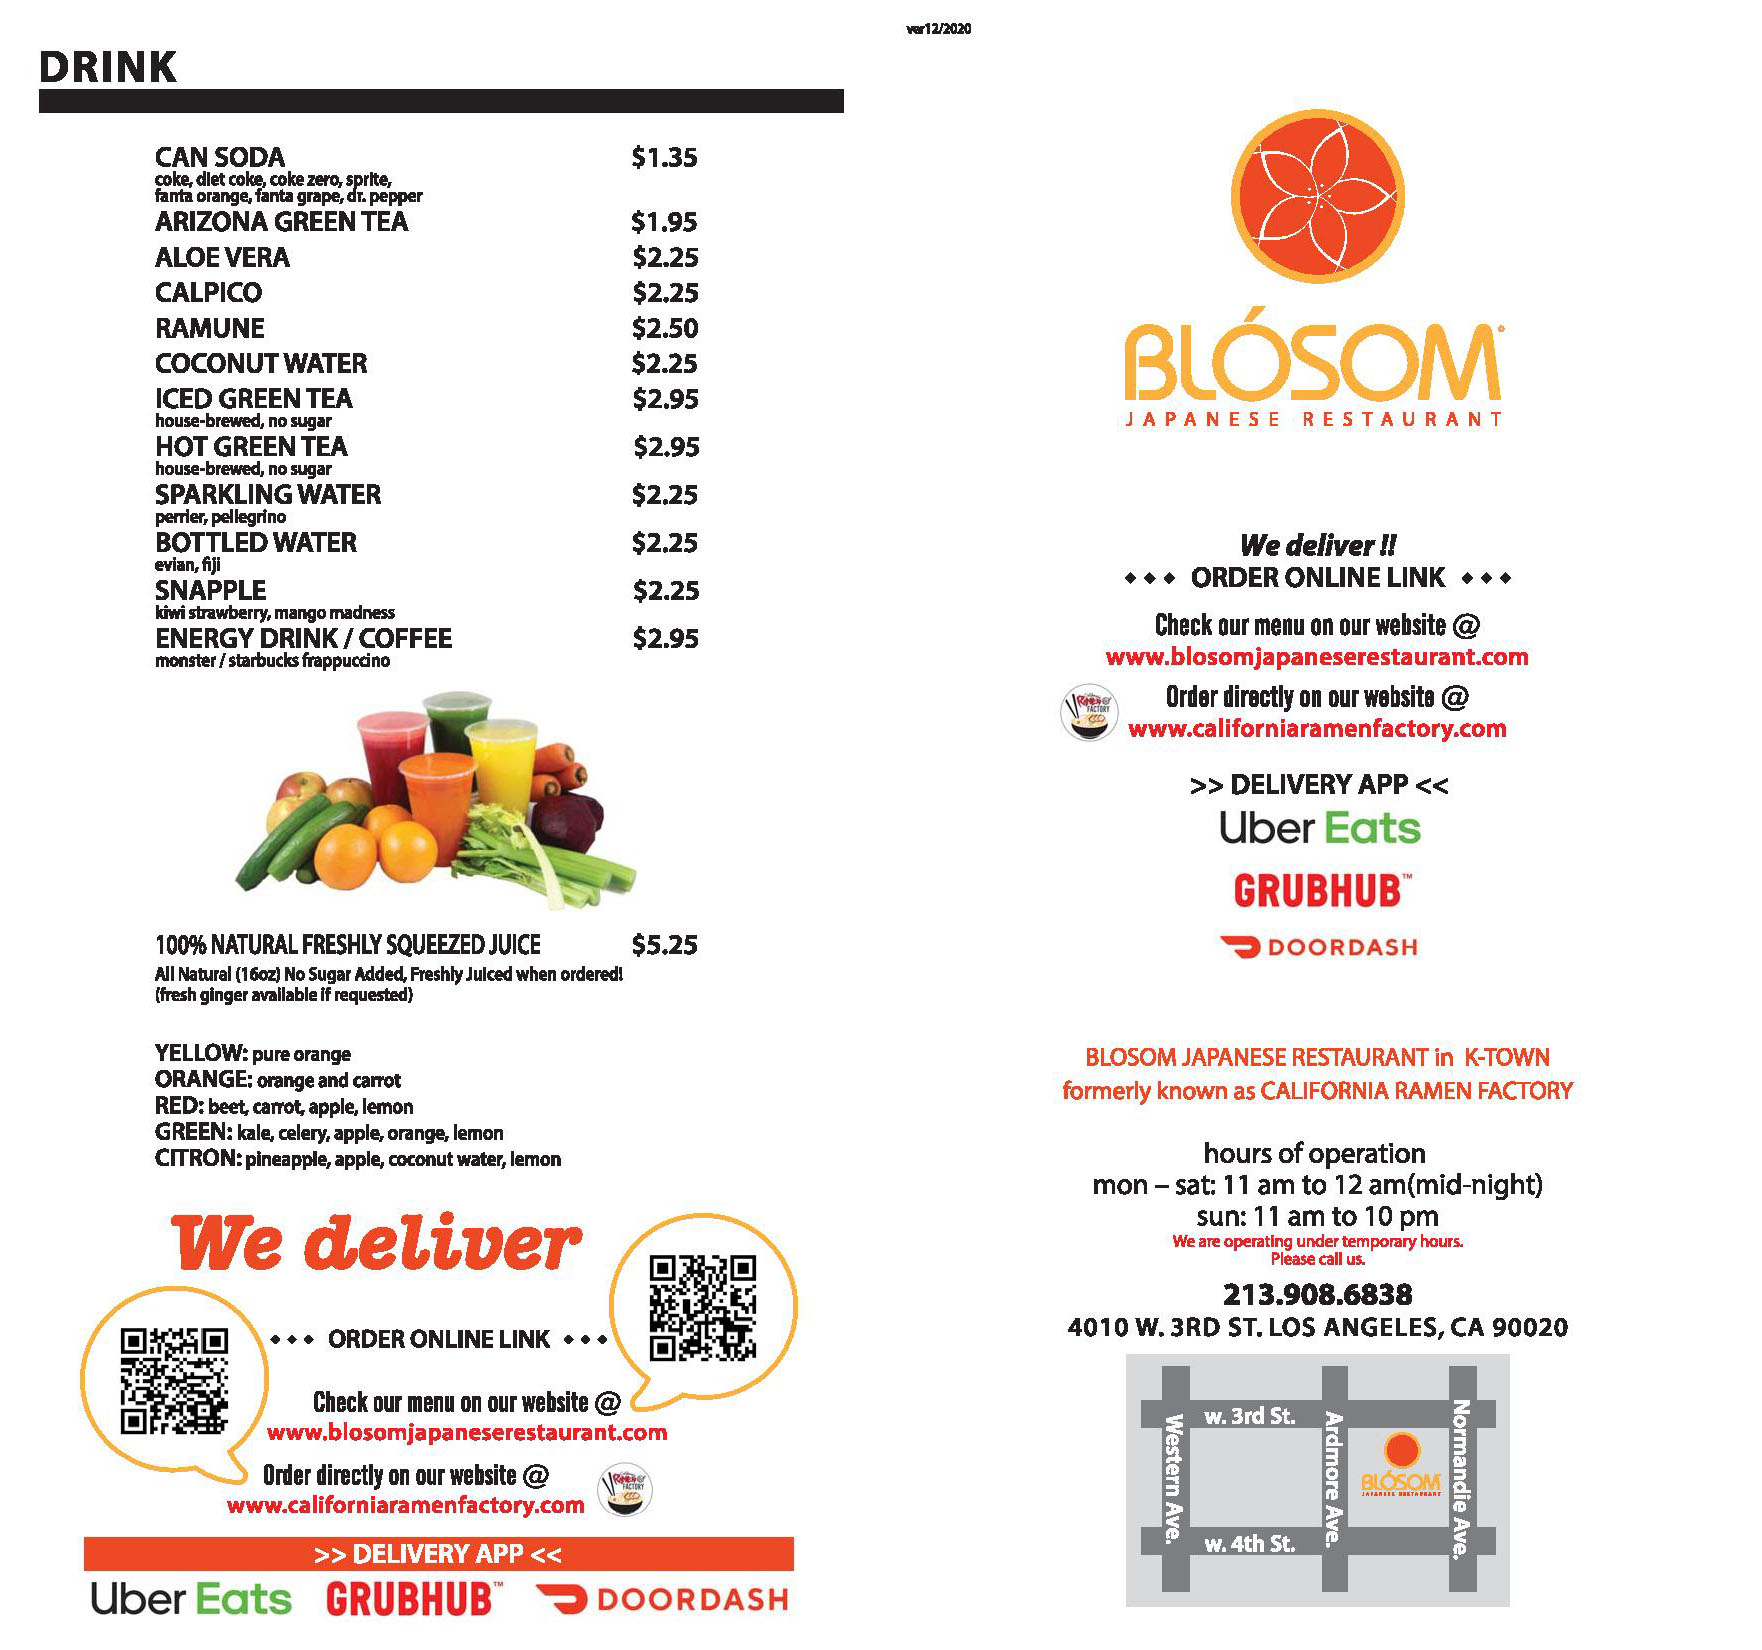 DRINK
CAN SODA $1.35
coke, diet coke, coke zero, sprite,
fanta orange, fanta grape, dr. pepper
ARIZONA GREEN TEA $1.95
ALOE VERA $2.25
CALPICO $2.25
RAMUNE $2.50
COCONUT WATER $2.25
ICED GREEN TEA $2.95
house-brewed, no sugar
HOT GREEN TEA $2.95
house-brewed, no sugar
SPARKLING WATER $2.25
perrier, pellegrino
BOTTLED WATER $2.25
evian, fiji
SNAPPLE $2.25
kiwi strawberry, mango madness
ENERGY DRINK / COFFEE $2.95
monster / starbucks frappuccino
100% NATURAL FRESHLY SQUEEZED JUICE $5.25
All Natural (16oz) No Sugar Added, Freshly Juiced when ordered!
(fresh ginger available if requested)
YELLOW: pure orange
ORANGE: orange and carrot
RED: beet, carrot, apple, lemon
GREEN: kale, celery, apple, orange, lemon
CITRON: pineapple, apple, coconut water, lemon
We deliver
◆ ◆ ◆ ORDER ONLINE LINK ◆ ◆ ◆
Check our menu on our website @
www.blosomjapaneserestaurant.com
Order directly on our website @
www.californiaramenfactory.com
RAMEN
FACTORY
>> DELIVERY APP <<
Uber Eats GRUBHUB™ DOORDASH
ver12/2020
BLÓSOM
JAPANESE RESTAURANT
We deliver !!
◆ ◆ ◆ ORDER ONLINE LINK ◆ ◆ ◆
Check our menu on our website @
www.blosomjapaneserestaurant.com
Order directly on our website @
www.californiaramenfactory.com
RAMEN
FACTORY
>> DELIVERY APP <<
Uber Eats
GRUBHUB™
DOORDASH
BLOSOM JAPANESE RESTAURANT in K-TOWN
formerly known as CALIFORNIA RAMEN FACTORY
hours of operation
mon – sat: 11 am to 12 am(mid-night)
sun: 11 am to 10 pm
We are operating under temporary hours.
Please call us.
213.908.6838
4010 W. 3RD ST. LOS ANGELES, CA 90020
w. 3rd St.
Western Ave.
Ardmore Ave.
Normandie Ave.
BLÓSOM
JAPANESE RESTAURANT
w. 4th St.